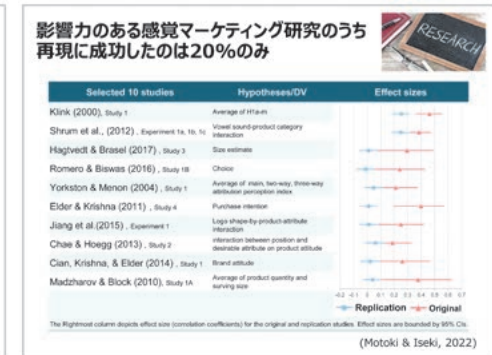 影響力のある感覚マーケティング研究のうち
再現に成功したのは20%のみ
RESEARCH
Selected 10 studies Hypotheses/DV Effect sizes
Klink (2000), Study 1 Average of H1a-m
Shrum et al., (2012) , Experiment 1a, 1b, 1c Vowel sound-product category interaction
Hagtvedt & Brasel (2017) , Study 3 Size estimate
Romero & Biswas (2016) , Study 1B Choice
Yorkston & Menon (2004) , Study 1 Average of main, two-way, three-way attribution perception index
Elder & Krishna (2011) , Study 4 Purchase intention
Jiang et al.(2015) , Experiment 1 Logo shape-by-product-attribute interaction
Chae & Hoegg (2013) , Study 2 interaction between position and desirable attribute on product attitude
Cian, Krishna, & Elder (2014) , Study 1 Brand attitude
Madzharov & Block (2010), Study 1A Average of product quantity and surving size
-0.2 -0.1 0 0.1 0.2 0.3 0.4 0.5 0.6 0.7
Replication Original
The Rightmost column depicts effect size (correlation coefficients) for the original and replication studies. Effect sizes are bounded by 95% CIs.
(Motoki & Iseki, 2022)